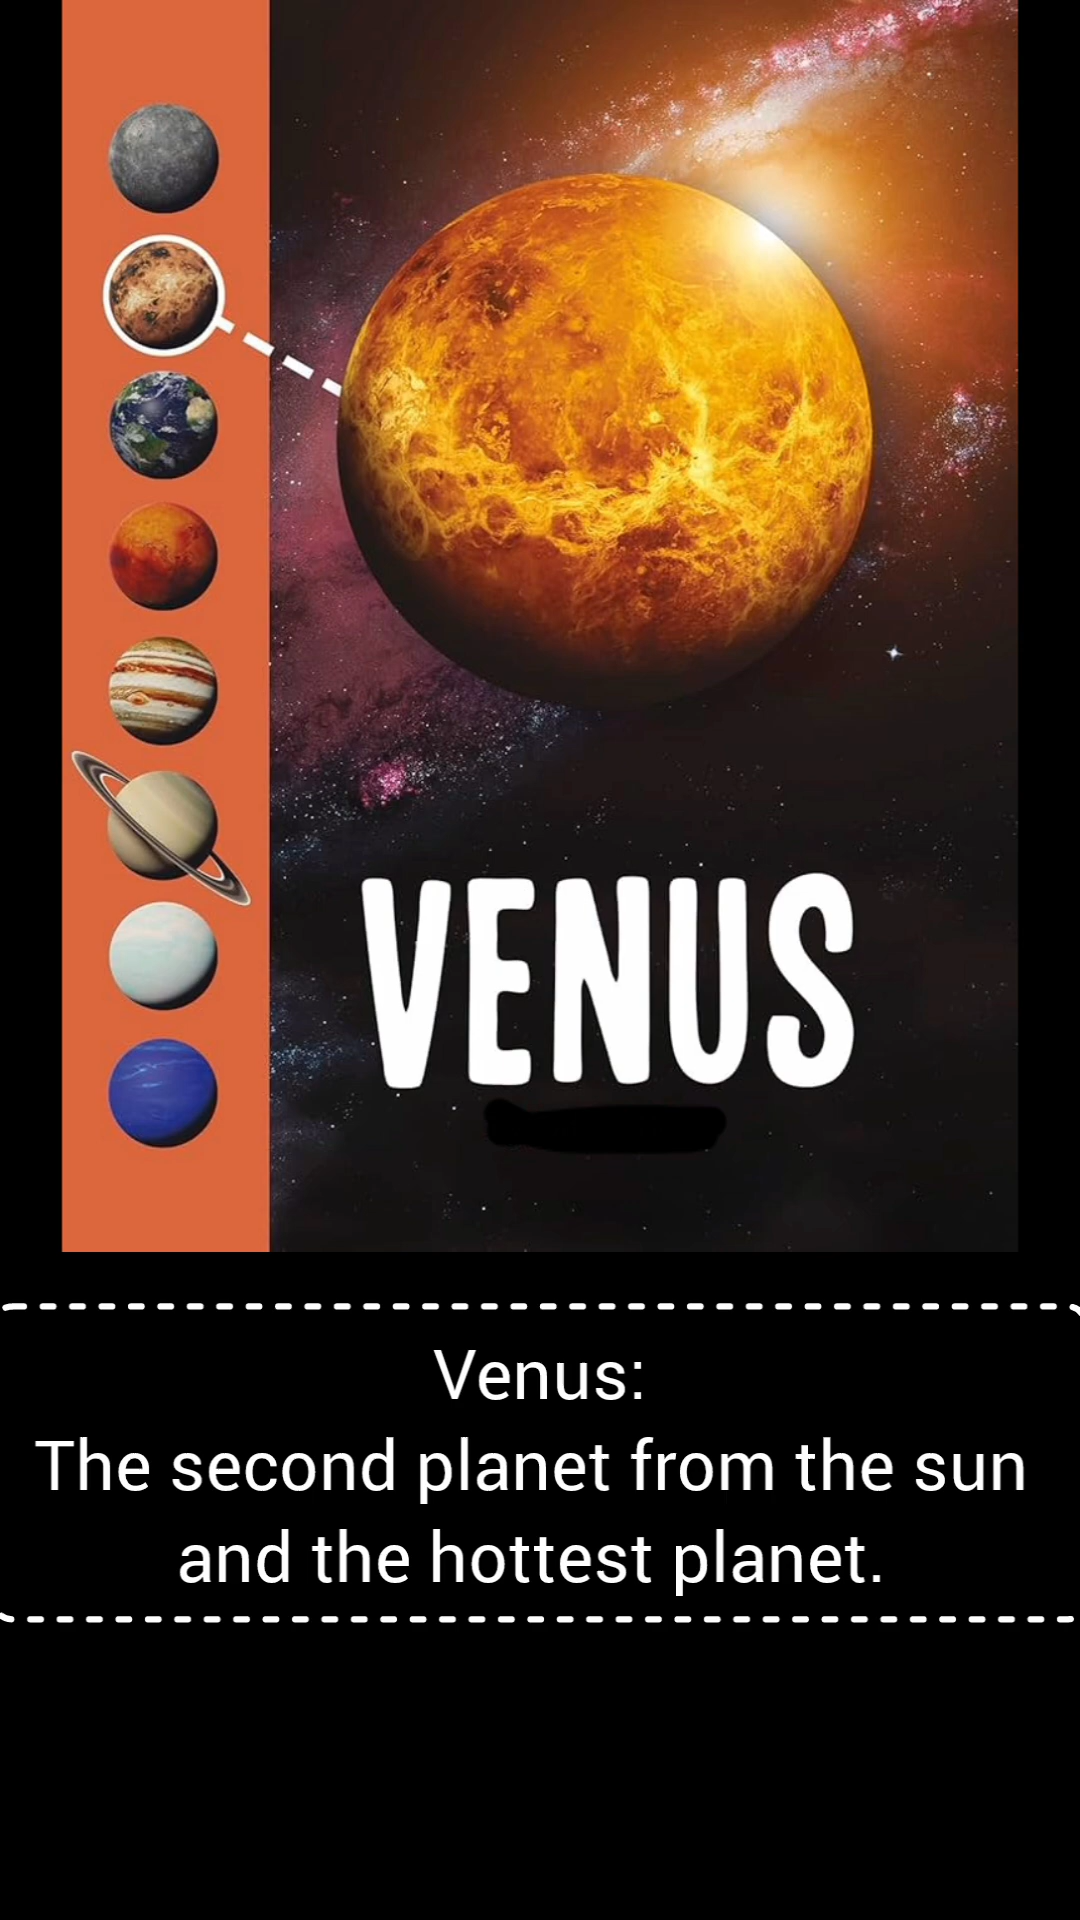 VENUS
Venus:
The second planet from the sun
and the hottest planet.